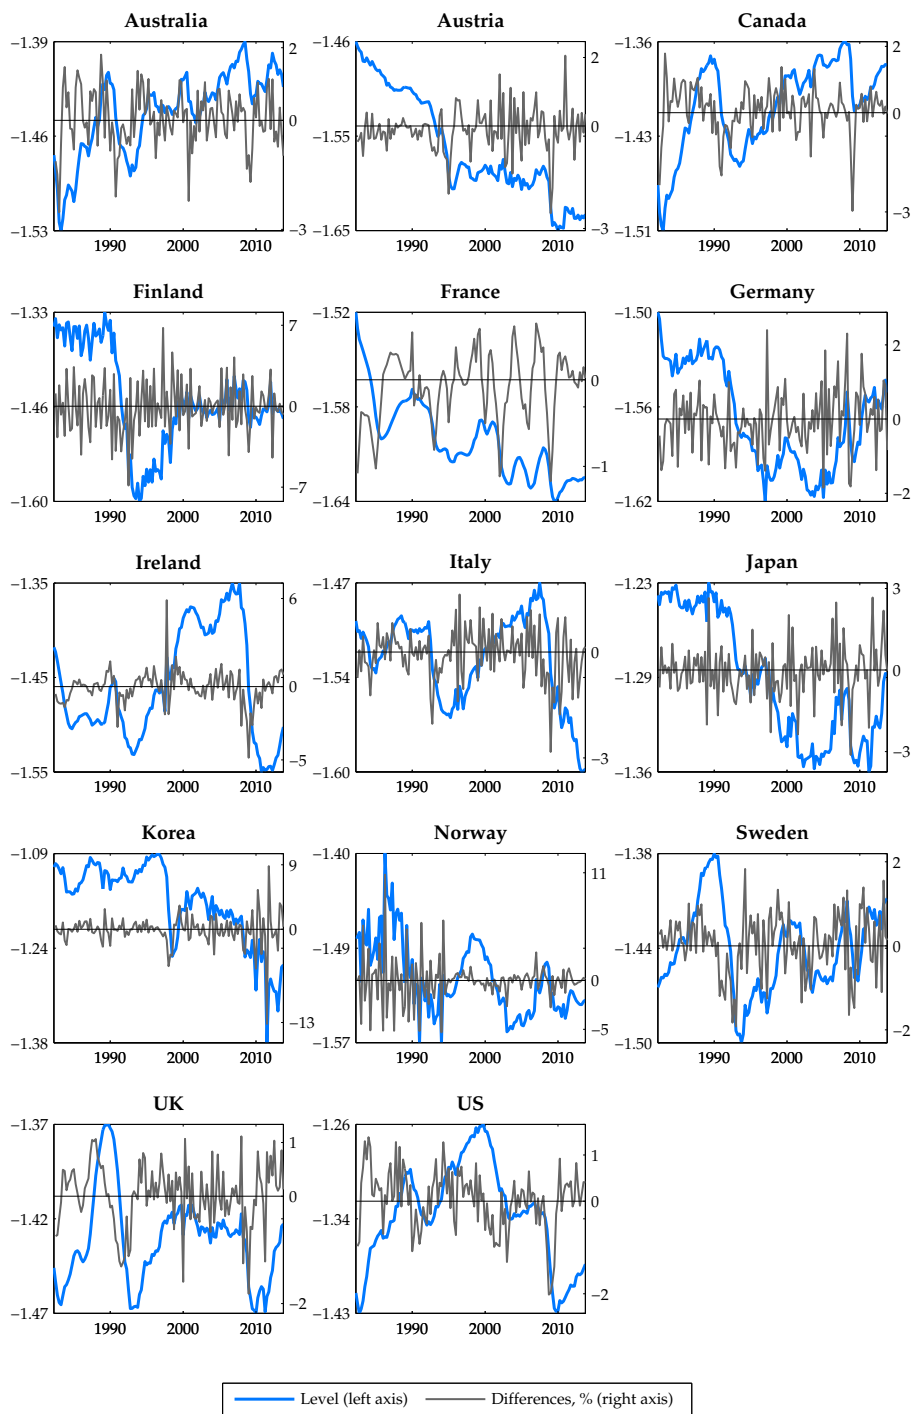 Australia Austria Canada
−1.39 2 −1.46 2 −1.36 2
0 0 0
−1.46 −1.55 −1.43
−3
−1.53 −3 −1.65 −3 −1.51
1990 2000 2010 1990 2000 2010 1990 2000 2010
Finland France Germany
−1.33 7 −1.52 −1.50 2
0 0
−1.46 −1.58 −1.56 0
−7 −1 −2
−1.60 −1.64 −1.62
1990 2000 2010 1990 2000 2010 1990 2000 2010
Ireland Italy Japan
−1.35 6 −1.47 −1.23 3
0 0 0
−1.45 −1.54 −1.29
−5 −3 −3
−1.55 −1.60 −1.36
1990 2000 2010 1990 2000 2010 1990 2000 2010
Korea Norway Sweden
−1.09 9 −1.40 11 −1.38 2
0 0 0
−1.24 −1.49 −1.44
−13 −5 −2
−1.38 −1.57 −1.50
1990 2000 2010 1990 2000 2010 1990 2000 2010
UK US
−1.37 1 −1.26 1
0 0
−1.42 −1.34
−2 −2
−1.47 −1.43
1990 2000 2010 1990 2000 2010
Level (left axis) Differences, % (right axis)